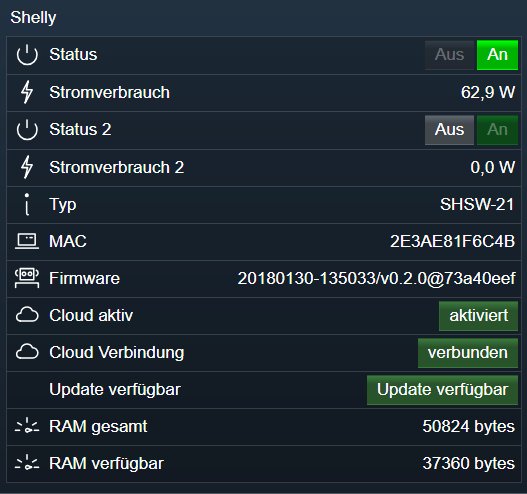 Shelly
Status Aus An
Stromverbrauch 62,9 W
Status 2 Aus An
Stromverbrauch 2 0,0 W
Typ SHSW-21
MAC 2E3AE81F6C4B
Firmware 20180130-135033/v0.2.0@73a40eef
Cloud aktiv aktiviert
Cloud Verbindung verbunden
Update verfügbar Update verfügbar
RAM gesamt 50824 bytes
RAM verfügbar 37360 bytes